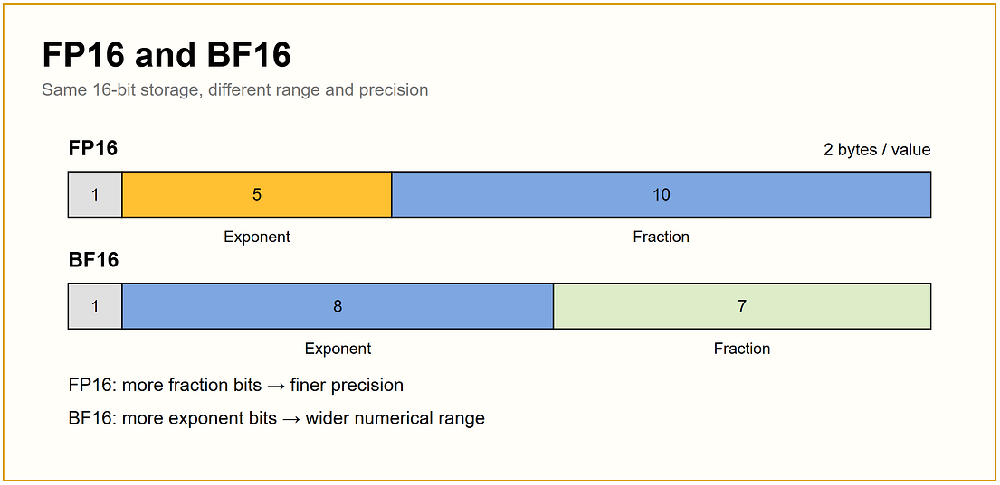 FP16 and BF16
Same 16-bit storage, different range and precision
FP16
2 bytes / value
1
5
10
Exponent
Fraction
BF16
1
8
7
Exponent
Fraction
FP16: more fraction bits → finer precision
BF16: more exponent bits → wider numerical range